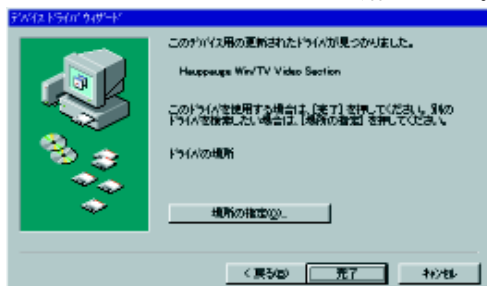 デバイス ドライバ ウィザード
このデバイス用の更新されたドライバが見つかりました。
Hauppauge Win/TV Video Section
このドライバを使用する場合は、[完了] を押してください。別の
ドライバを検索したい場合は、[場所の指定] を押してください。
ドライバの場所
場所の指定(O)...
< 戻る(B)
完了
キャンセル